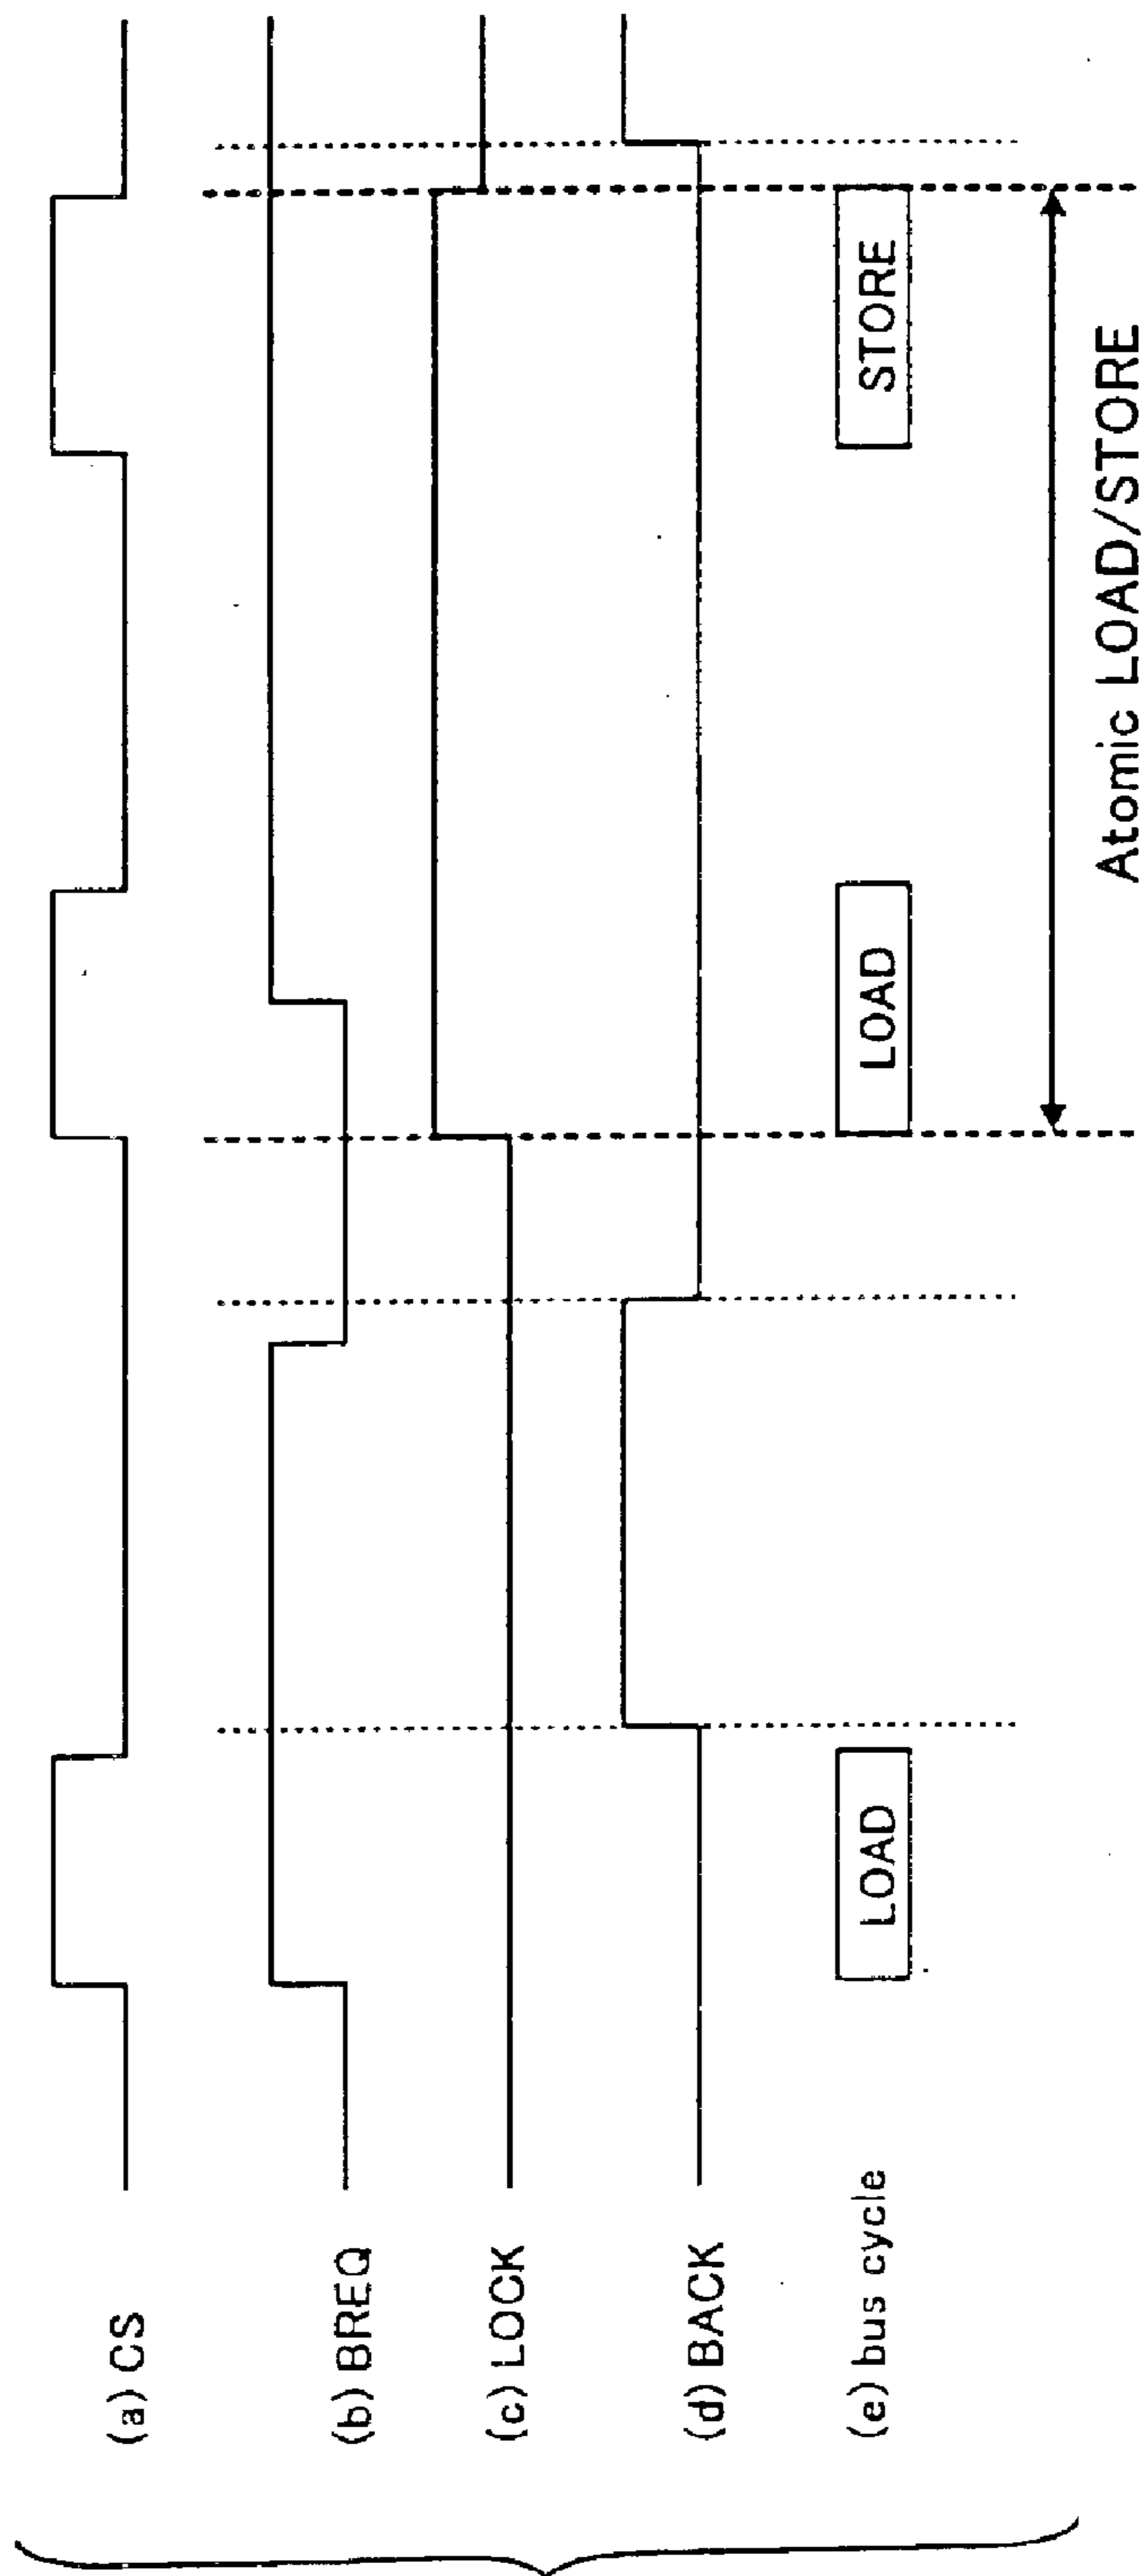 (a) CS
(b) BREQ
(c) LOCK
(d) BACK
(e) bus cycle
LOAD
LOAD
STORE
Atomic LOAD/STORE